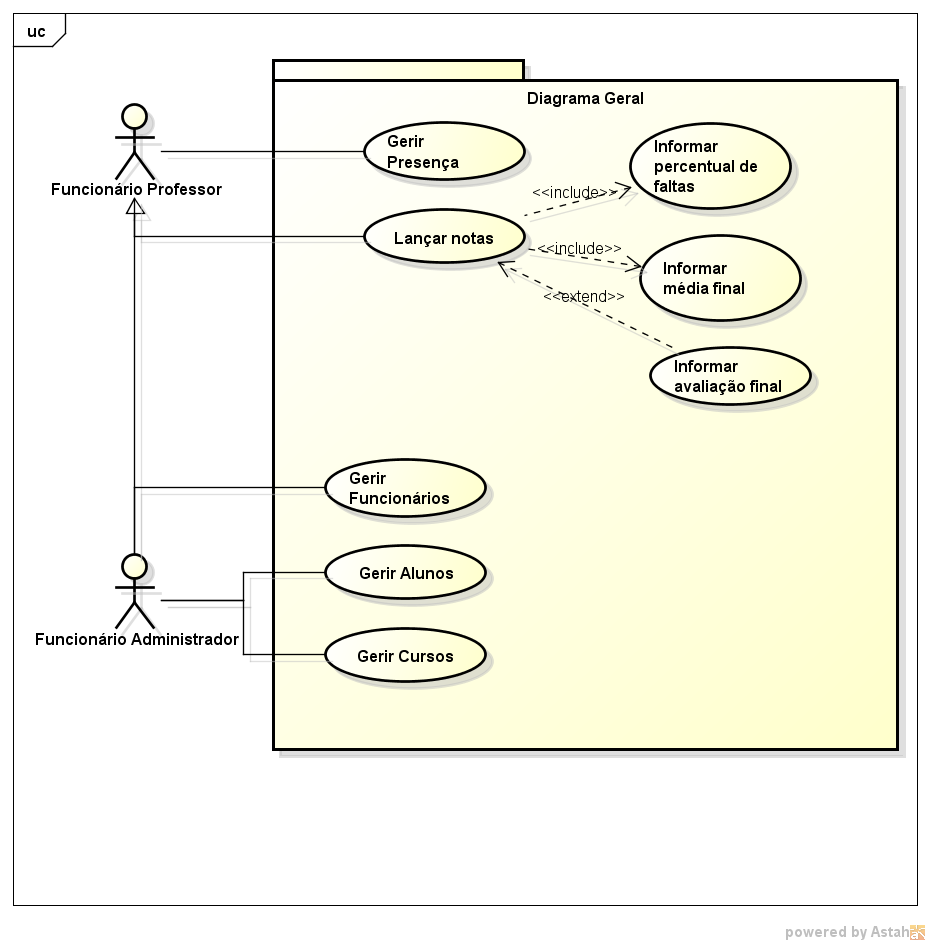 uc
Diagrama Geral
Gerir
Presença
Informar
percentual de
faltas
Funcionário Professor
<<include>>
Lançar notas
<<include>>
Informar
média final
<<extend>>
Informar
avaliação final
Gerir
Funcionários
Gerir Alunos
Funcionário Administrador
Gerir Cursos
powered by Astah